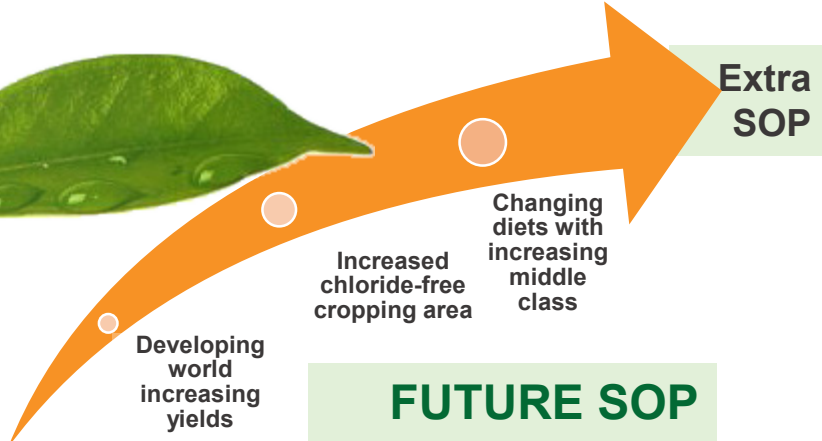 Extra
SOP
Changing
diets with
increasing
middle
class
Increased
chloride-free
cropping area
Developing
world
increasing
yields
FUTURE SOP